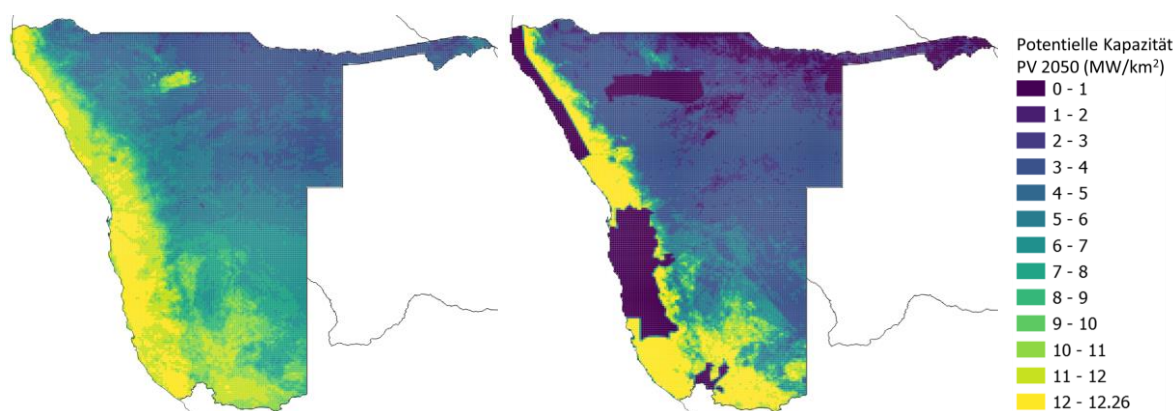 Potentielle Kapazität
PV 2050 (MW/km²)
0 - 1
1 - 2
2 - 3
3 - 4
4 - 5
5 - 6
6 - 7
7 - 8
8 - 9
9 - 10
10 - 11
11 - 12
12 - 12.26